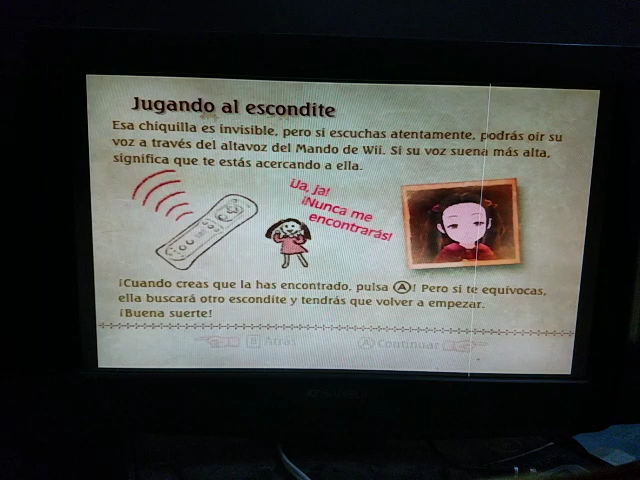 Jugando al escondite
Esa chiquilla es invisible, pero si escuchas atentamente, podrás oír su
voz a través del altavoz del Mando de Wii. Si su voz suena más alta,
significa que te estás acercando a ella.
Ua, ja!
¡Nunca me
encontrarás!
¡Cuando creas que la has encontrado, pulsa A! Pero si te equivocas,
ella buscará otro escondite y tendrás que volver a empezar.
¡Buena suerte!
B Atrás
A Continuar